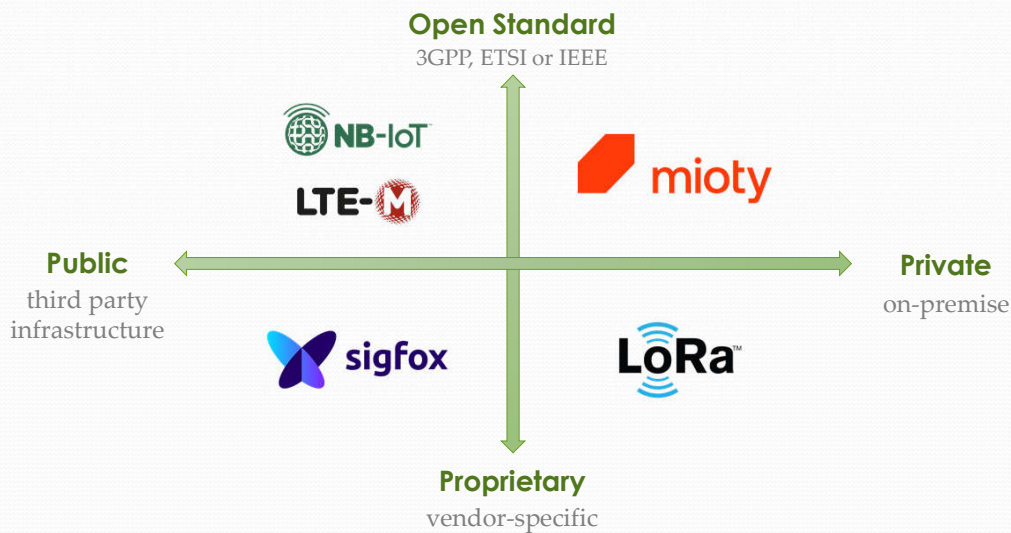 Open Standard
3GPP, ETSI or IEEE
NB-IoT™
LTE-M
mioty
Public
third party
infrastructure
Private
on-premise
sigfox
LoRa™
Proprietary
vendor-specific